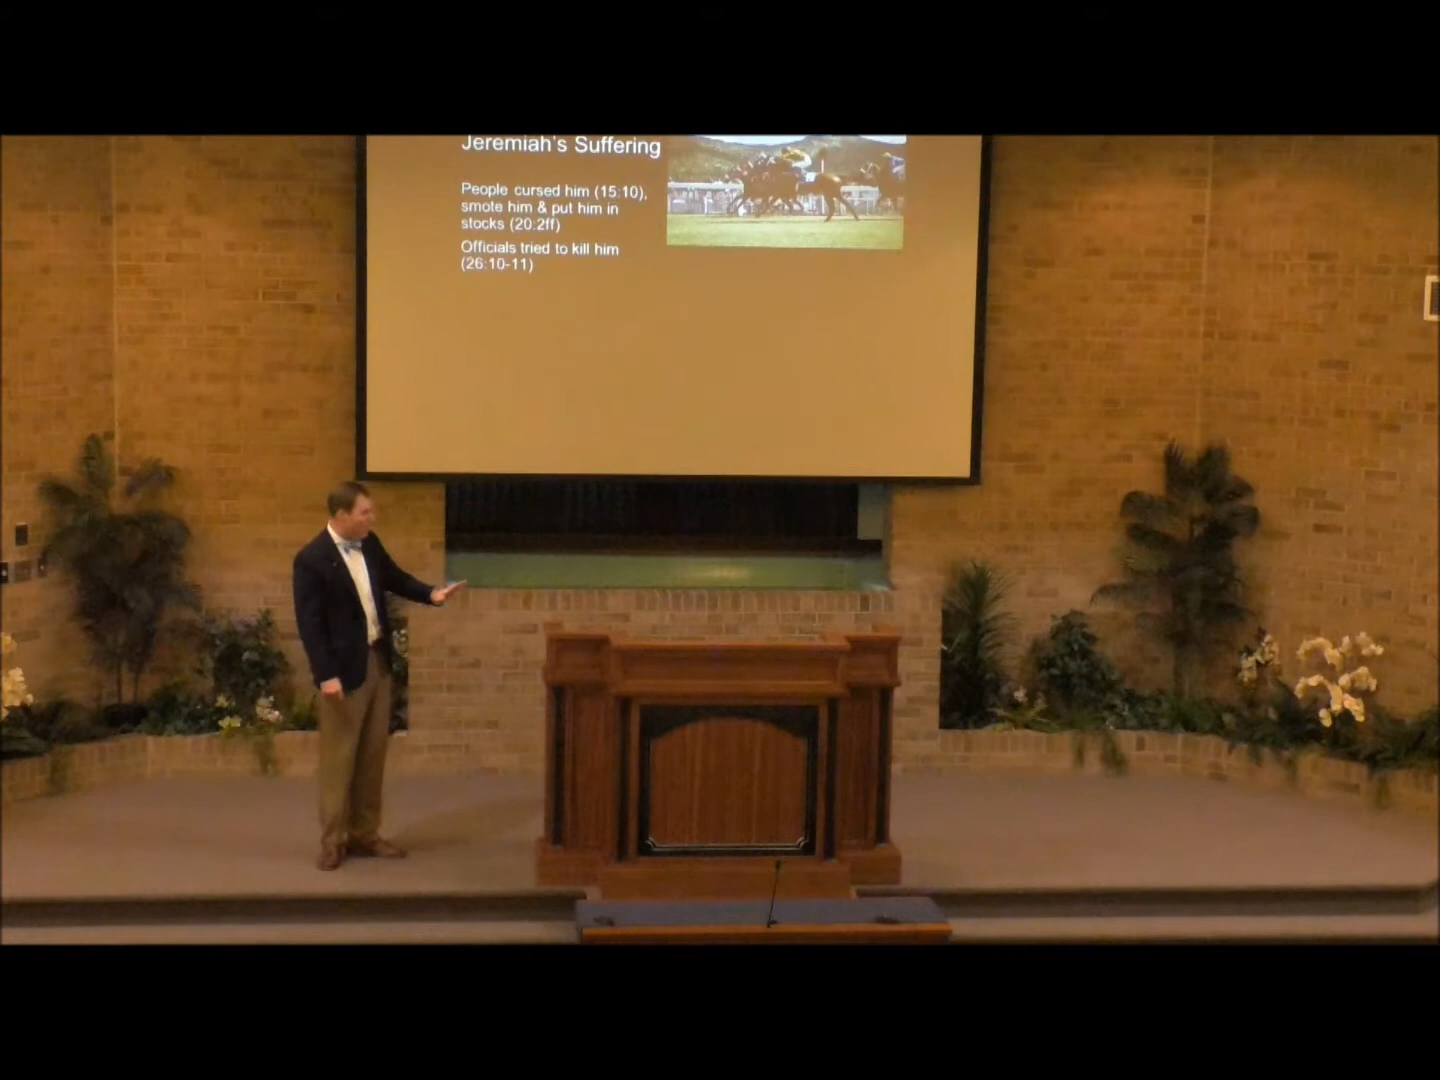 Jeremiah's Suffering
People cursed him (15:10),
smote him & put him in
stocks (20:2ff)
Officials tried to kill him
(26:10-11)